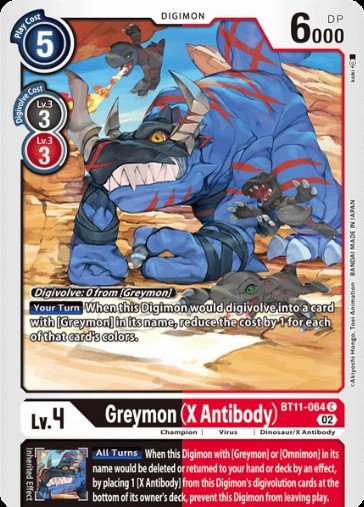 Play Cost
5
DIGIMON
DP
6000
Digivolve Cost
Lv.3
3
Lv.3
3
koki
©Akiyoshi Hongo, Toei Animation BANDAI MADE IN JAPAN
Digivolve: 0 from [Greymon]
Your Turn When this Digimon would digivolve into a card
with [Greymon] in its name, reduce the cost by 1 for each
of that card's colors.
Lv.4
Greymon (X Antibody)
BT11-064 C
02
Champion Virus Dinosaur/X Antibody
Inherited Effect
All Turns When this Digimon with [Greymon] or [Omnimon] in its
name would be deleted or returned to your hand or deck by an effect,
by placing 1 [X Antibody] from this Digimon's digivolution cards at the
bottom of its owner's deck, prevent this Digimon from leaving play.